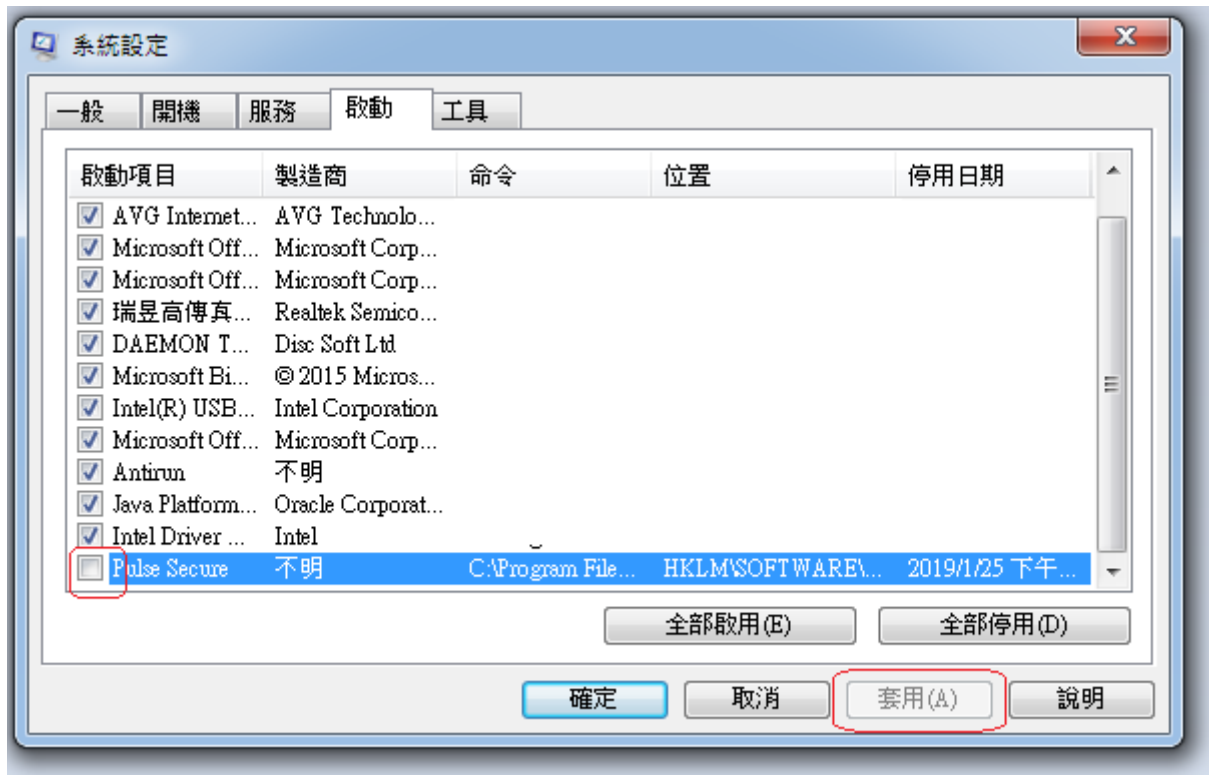 系統設定
一般 開機 服務 啟動 工具
啟動項目 製造商 命令 位置 停用日期
AVG Internet... AVG Technolo...
Microsoft Off... Microsoft Corp...
Microsoft Off... Microsoft Corp...
瑞昱高傳真... Realtek Semico...
DAEMON T... Disc Soft Ltd
Microsoft Bi... © 2015 Micros...
Intel(R) USB... Intel Corporation
Microsoft Off... Microsoft Corp...
Antirun 不明
Java Platform... Oracle Corporat...
Intel Driver ... Intel
Pulse Secure 不明 C:\Program File... HKLM\SOFTWARE\... 2019/1/25 下午...
全部啟用(E) 全部停用(D)
確定 取消 套用(A) 說明